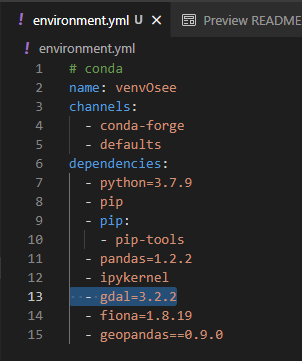 ! environment.yml U × Preview README
! environment.yml
1 # conda
2 name: venvOsee
3 channels:
4   - conda-forge
5   - defaults
6 dependencies:
7   - python=3.7.9
8   - pip
9   - pip:
10     - pip-tools
11   - pandas=1.2.2
12   - ipykernel
13   - gdal=3.2.2
14   - fiona=1.8.19
15   - geopandas==0.9.0